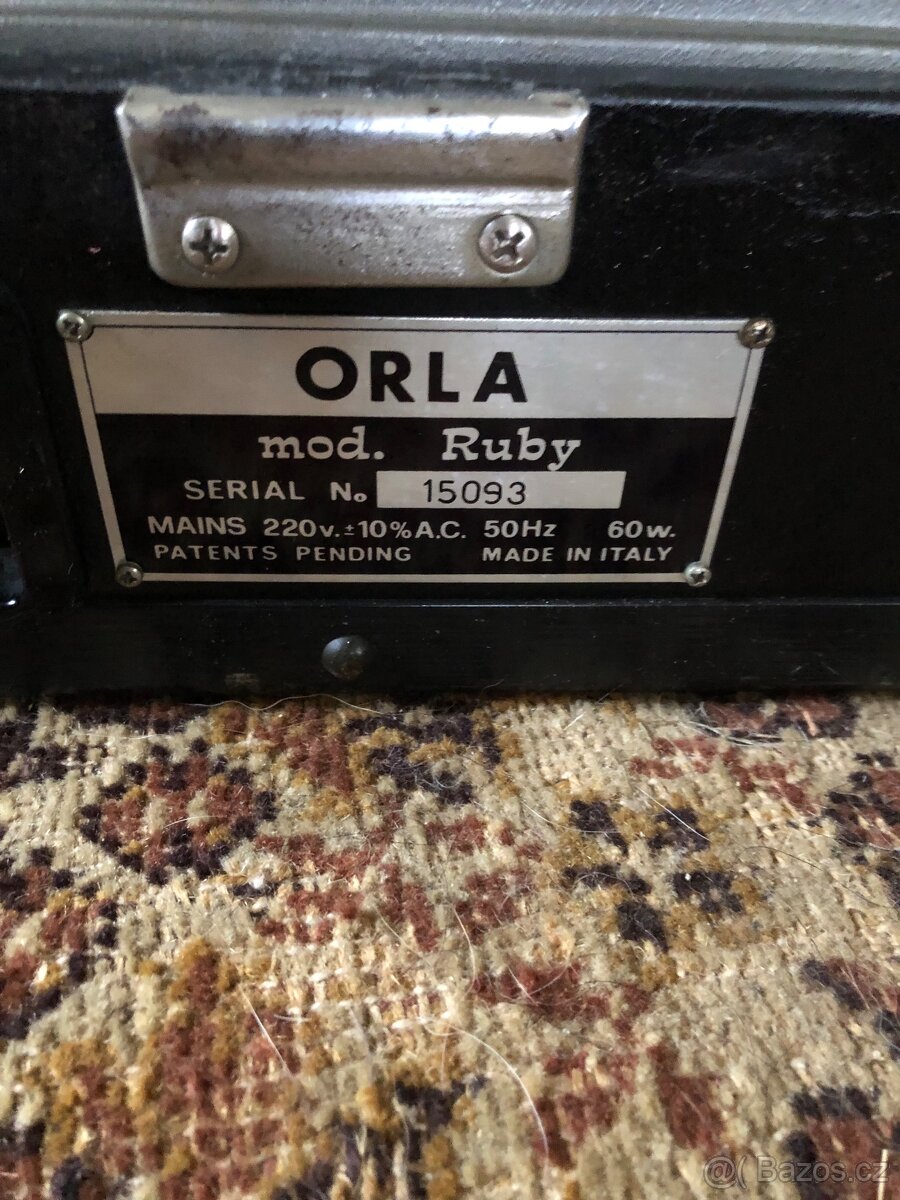 ORLA
mod. Ruby
SERIAL No 15093
MAINS 220v.±10% A.C. 50Hz 60w.
PATENTS PENDING MADE IN ITALY
@( Bazos.cz